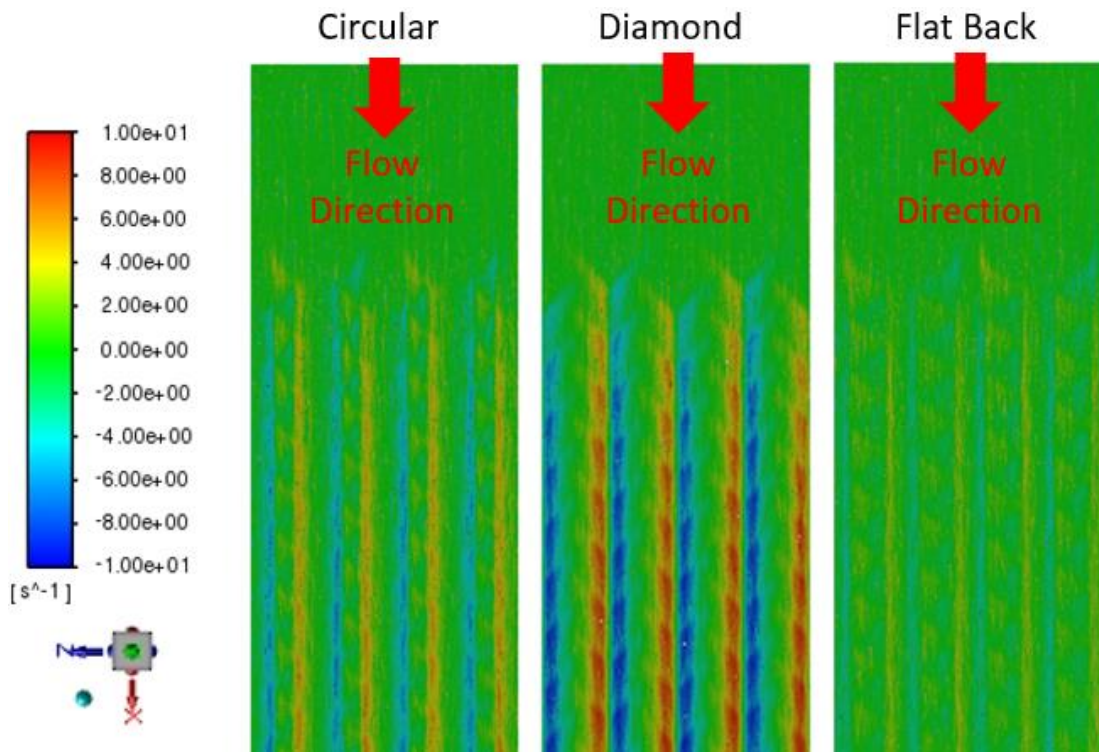 Circular
Diamond
Flat Back
Flow
Direction
Flow
Direction
Flow
Direction
1.00e+01
8.00e+00
6.00e+00
4.00e+00
2.00e+00
0.00e+00
-2.00e+00
-4.00e+00
-6.00e+00
-8.00e+00
-1.00e+01
[s^-1]
Z
X